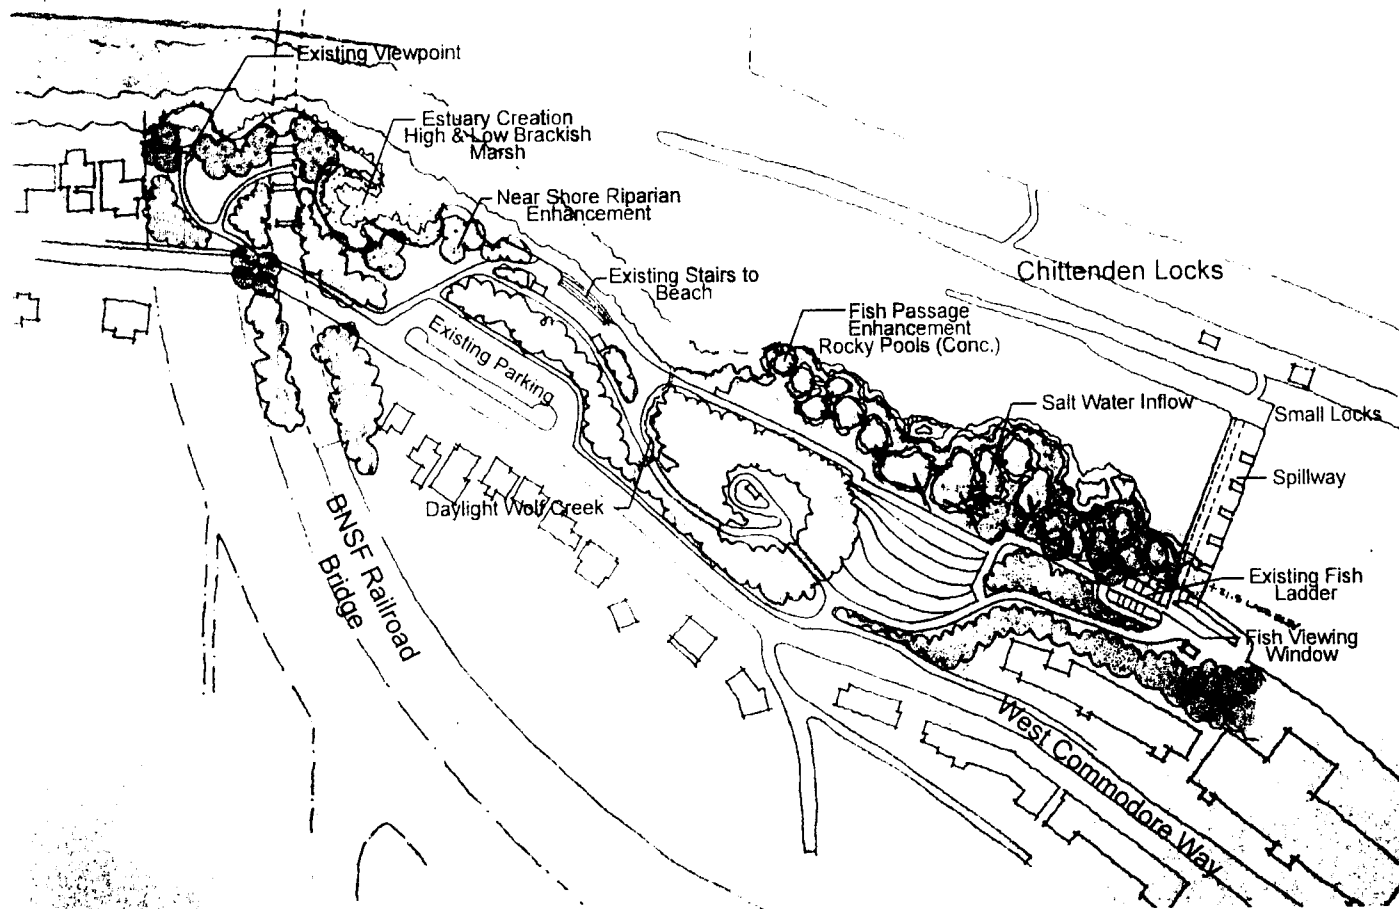 Existing Viewpoint
Estuary Creation
High & Low Brackish
Marsh
Near Shore Riparian
Enhancement
Existing Stairs to
Beach
Chittenden Locks
Fish Passage
Enhancement
Rocky Pools (Conc.)
Existing Parking
Salt Water Inflow
Small Locks
Spillway
Daylight Wolf Creek
BNSF Railroad
Bridge
Existing Fish
Ladder
Fish Viewing
Window
West Commodore Way